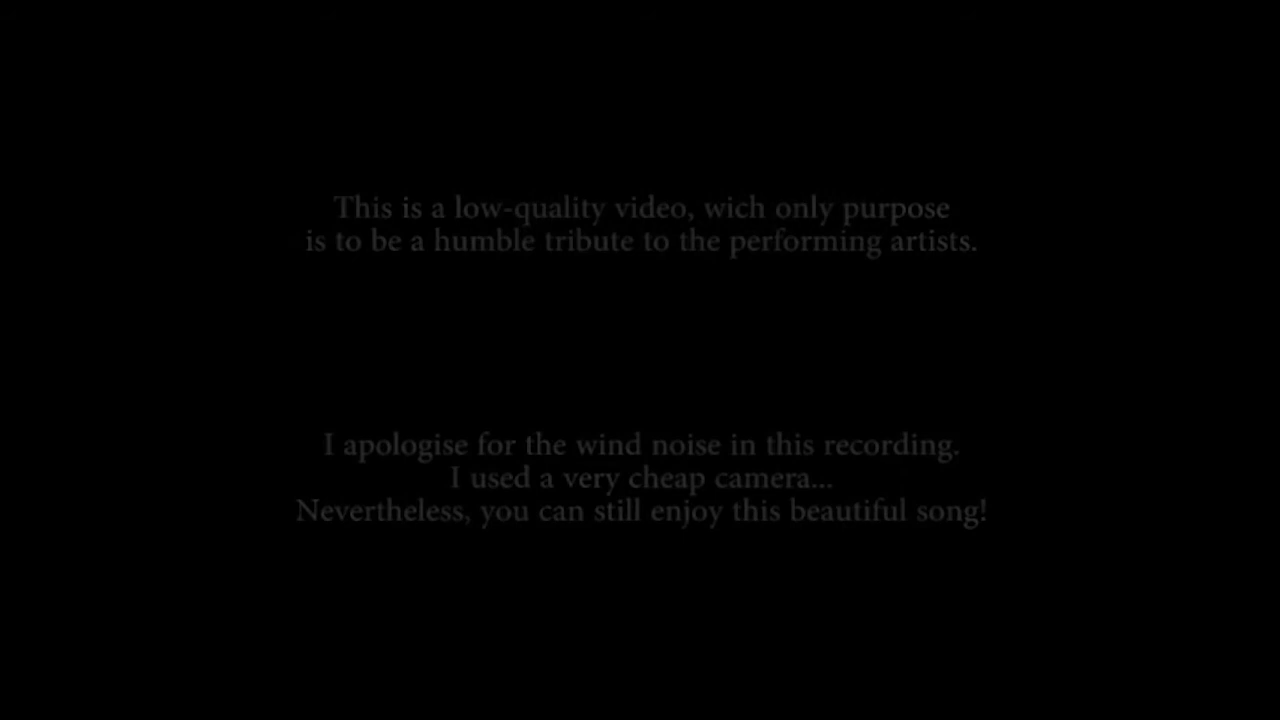 This is a low-quality video, wich only purpose
is to be a humble tribute to the performing artists.
I apologise for the wind noise in this recording.
I used a very cheap camera...
Nevertheless, you can still enjoy this beautiful song!